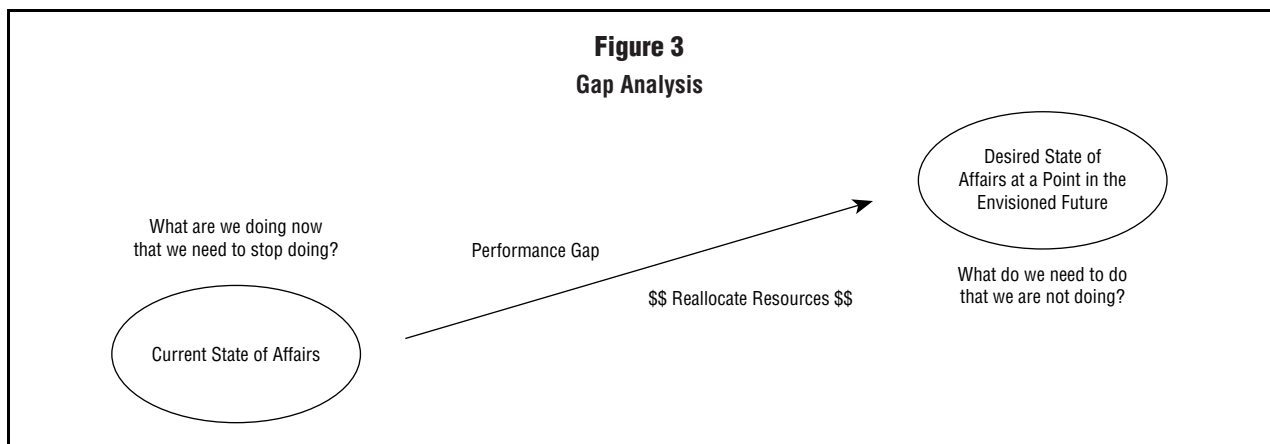 Figure 3
Gap Analysis
Desired State of
Affairs at a Point in the
Envisioned Future
What are we doing now
that we need to stop doing?
Performance Gap
What do we need to do
that we are not doing?
$$ Reallocate Resources $$
Current State of Affairs